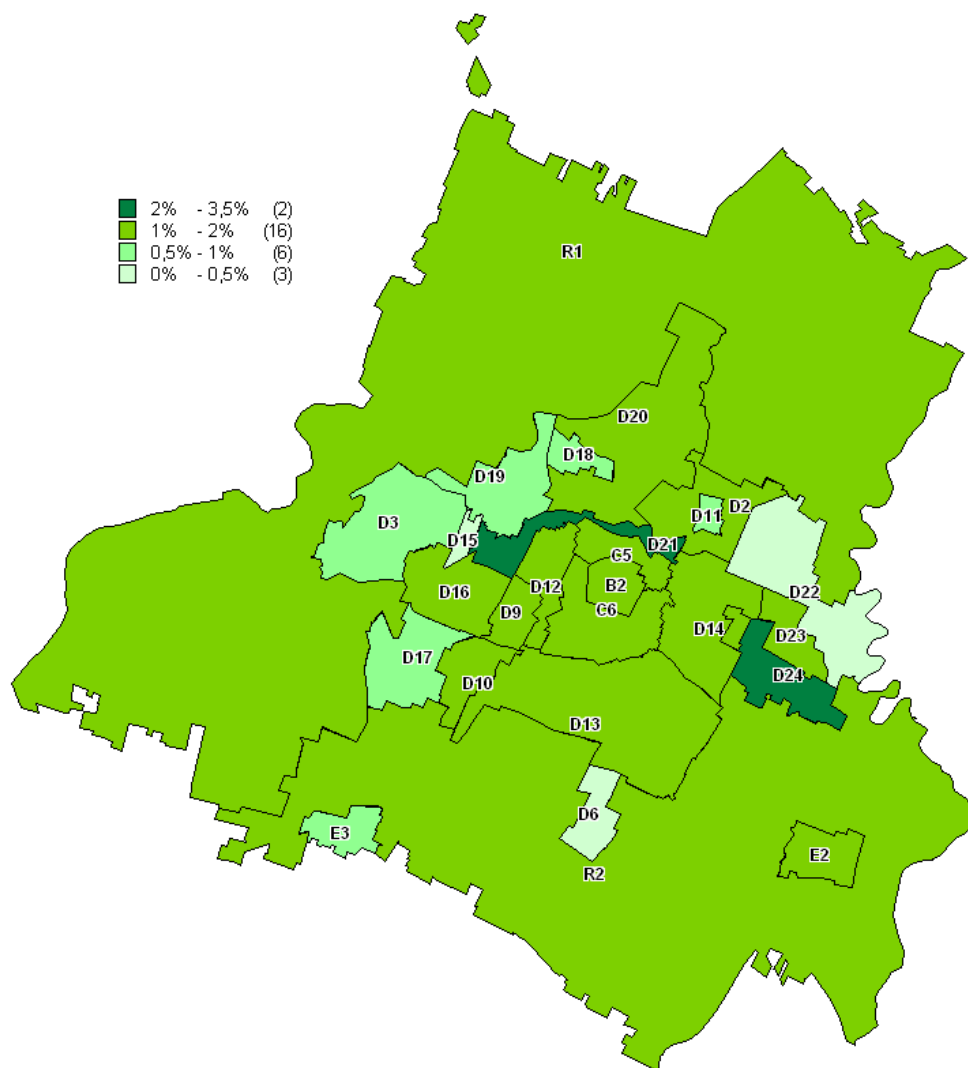 2% - 3,5% (2)
1% - 2% (16)
0,5% - 1% (6)
0% - 0,5% (3)
R1
D20
D18
D19
D2
D11
D3
D15
D21
C5
B2
D22
D16
D12
D9
C6
D14
D23
D17
D24
D10
D13
D6
E3
E2
R2